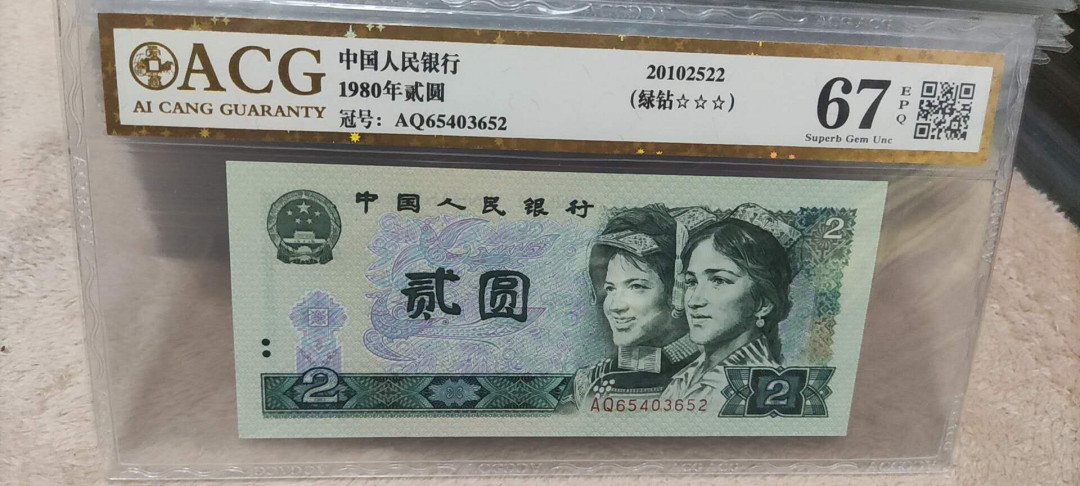 ACG
AI CANG GUARANTY
中国人民银行
1980年贰圆
冠号：AQ65403652
20102522
(绿钻☆☆☆)
67
EPQ
Superb Gem Unc
中国人民银行
2
贰圆
2
AQ65403652
2